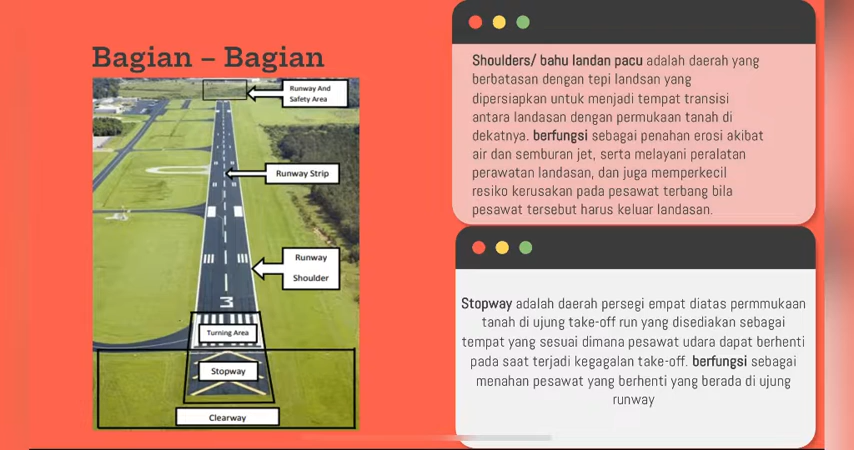 Bagian – Bagian
Runway And
Safety Area
Runway Strip
Runway
Shoulder
3
Turning Area
Stopway
Clearway
Shoulders/ bahu landan pacu adalah daerah yang
berbatasan dengan tepi landsan yang
dipersiapkan untuk menjadi tempat transisi
antara landasan dengan permukaan tanah di
dekatnya. berfungsi sebagai penahan erosi akibat
air dan semburan jet, serta melayani peralatan
perawatan landasan, dan juga memperkecil
resiko kerusakan pada pesawat terbang bila
pesawat tersebut harus keluar landasan.
Stopway adalah daerah persegi empat diatas permmukaan
tanah di ujung take-off run yang disediakan sebagai
tempat yang sesuai dimana pesawat udara dapat berhenti
pada saat terjadi kegagalan take-off. berfungsi sebagai
menahan pesawat yang berhenti yang berada di ujung
runway